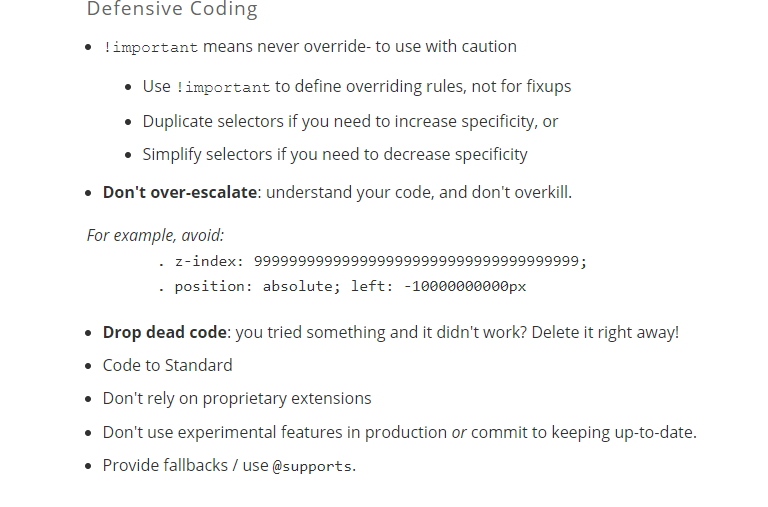 Defensive Coding
• !important means never override- to use with caution
• Use !important to define overriding rules, not for fixups
• Duplicate selectors if you need to increase specificity, or
• Simplify selectors if you need to decrease specificity
• Don't over-escalate: understand your code, and don't overkill.
For example, avoid:
. z-index: 9999999999999999999999999999999999999;
. position: absolute; left: -10000000000px
• Drop dead code: you tried something and it didn't work? Delete it right away!
• Code to Standard
• Don't rely on proprietary extensions
• Don't use experimental features in production or commit to keeping up-to-date.
• Provide fallbacks / use @supports.